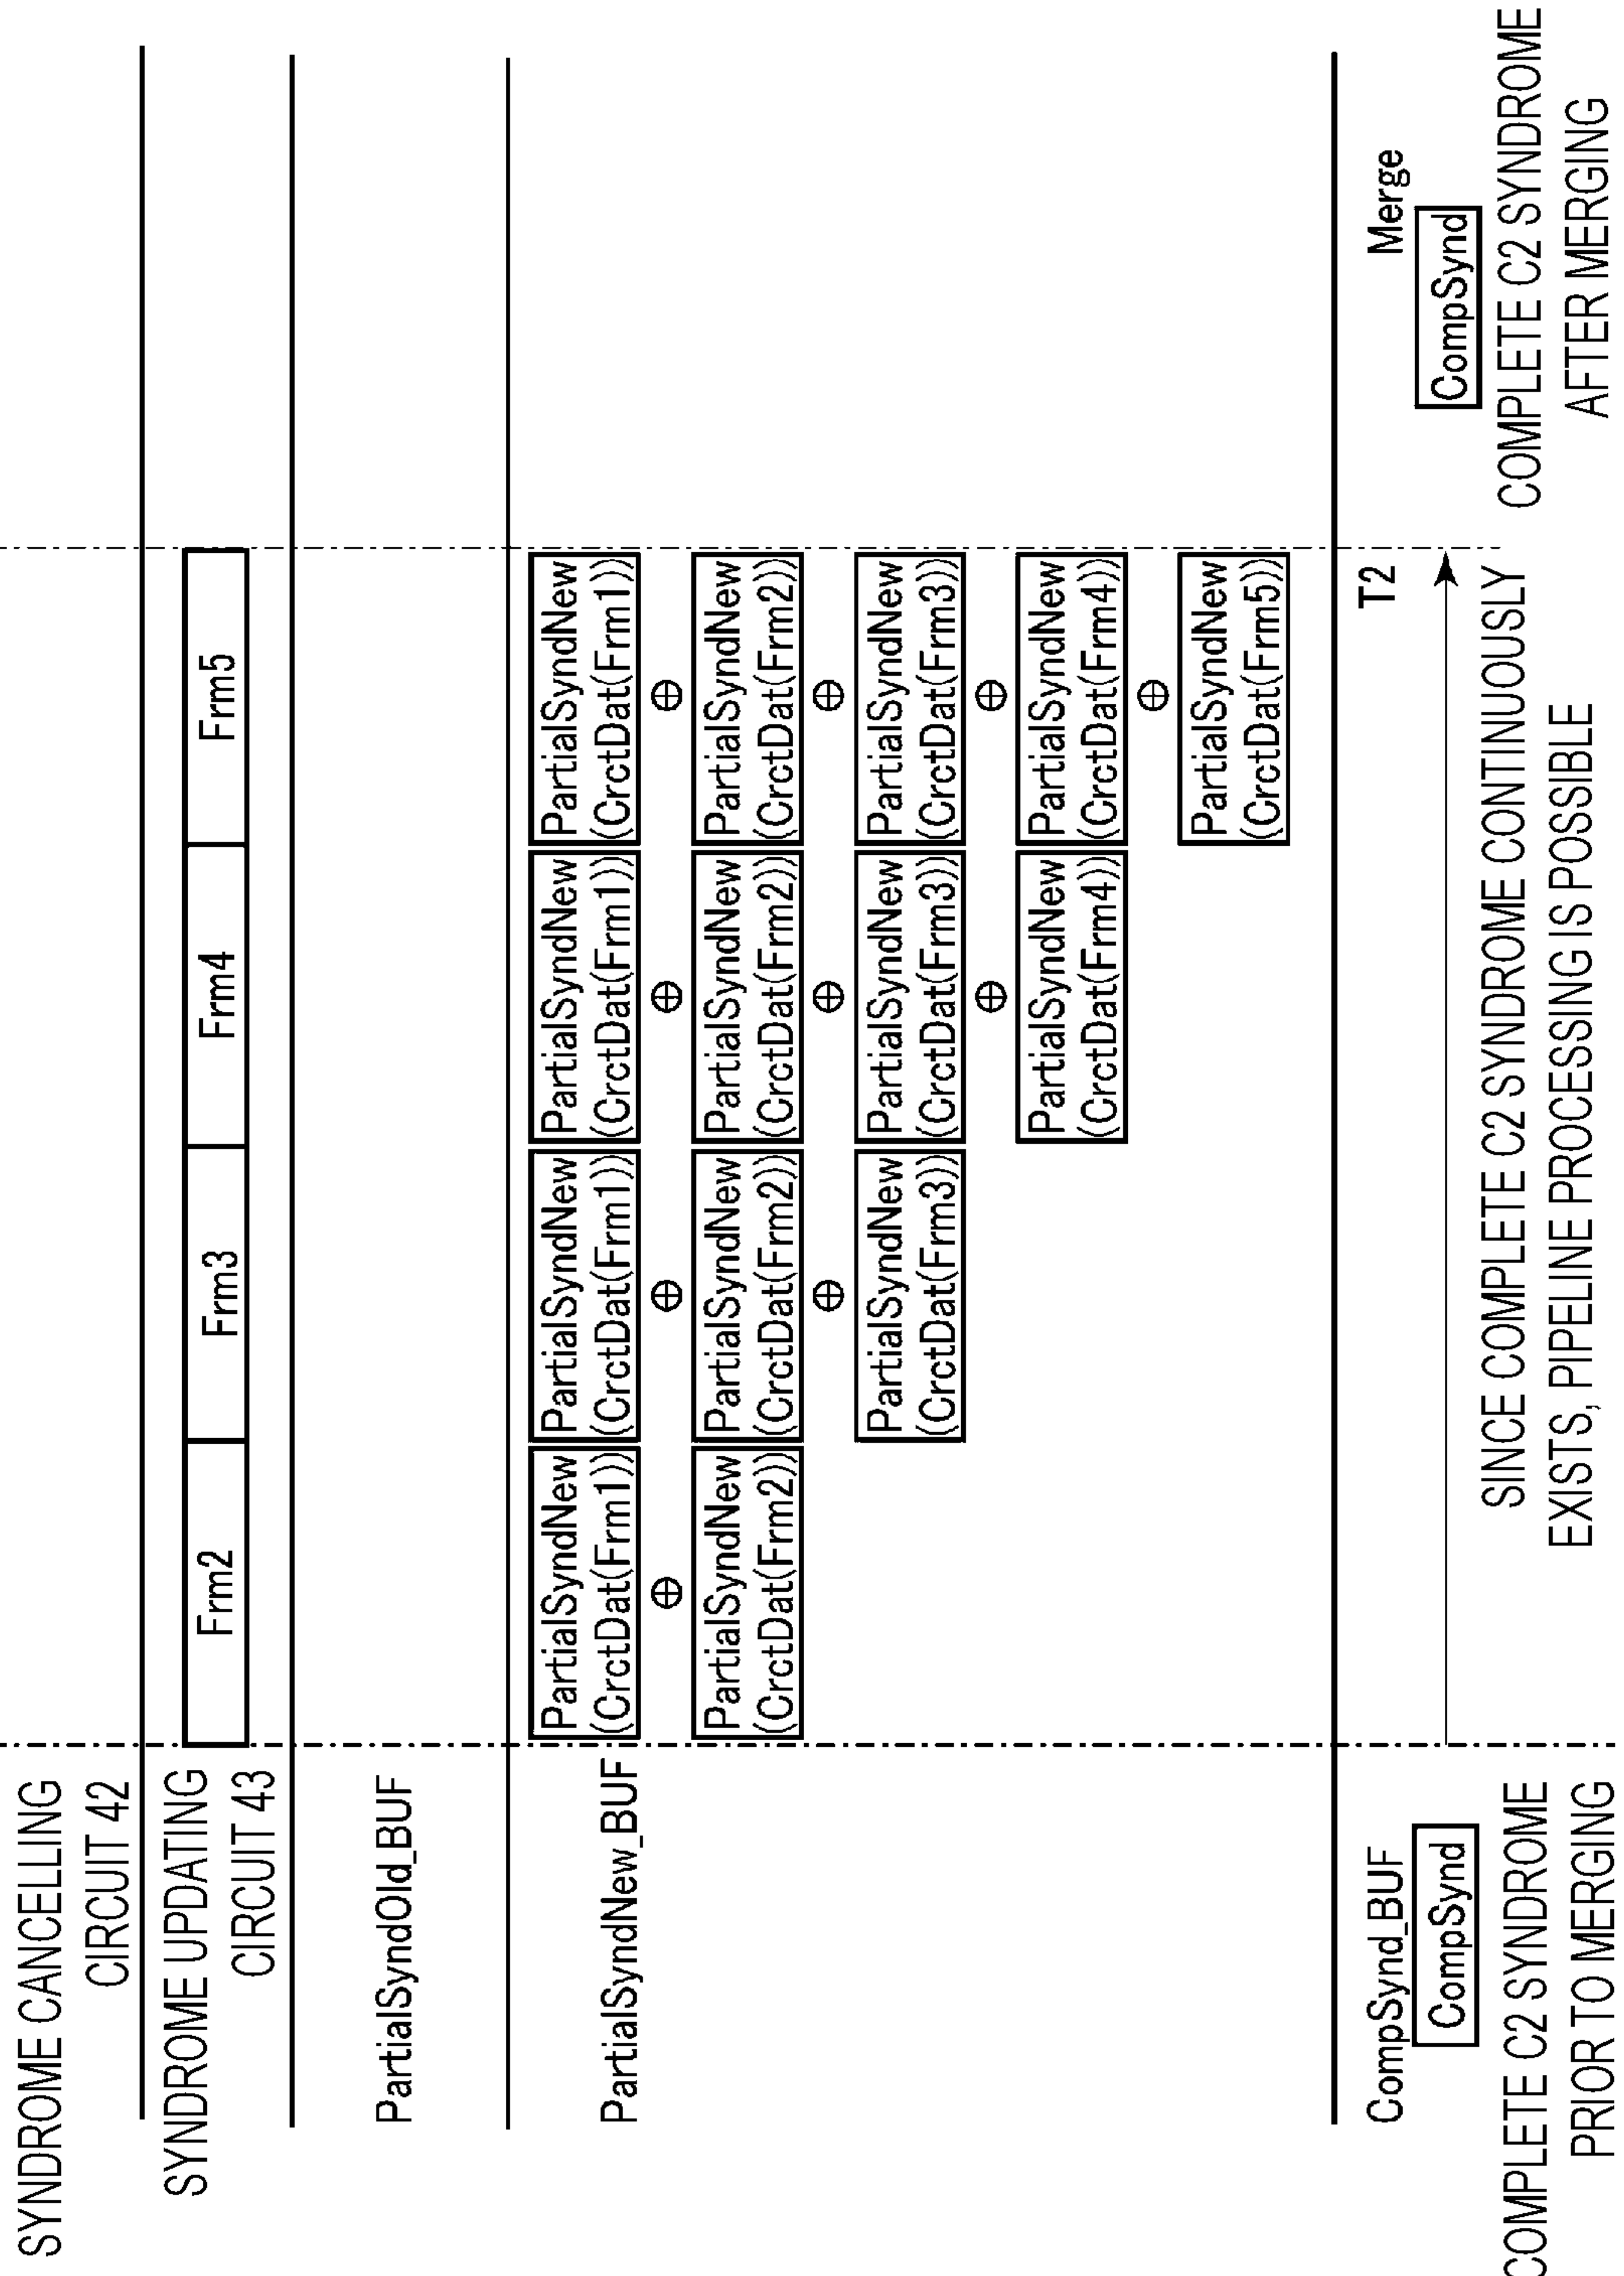 SYNDROME CANCELLING
CIRCUIT 42
SYNDROME UPDATING
CIRCUIT 43
Frm2
Frm3
Frm4
Frm5
PartialSyndOld_BUF
PartialSyndNew_BUF
PartialSyndNew
(CrctDat(Frm1))
⊕
PartialSyndNew
(CrctDat(Frm2))
PartialSyndNew
(CrctDat(Frm1))
⊕
PartialSyndNew
(CrctDat(Frm2))
⊕
PartialSyndNew
(CrctDat(Frm3))
PartialSyndNew
(CrctDat(Frm1))
⊕
PartialSyndNew
(CrctDat(Frm2))
⊕
PartialSyndNew
(CrctDat(Frm3))
⊕
PartialSyndNew
(CrctDat(Frm4))
PartialSyndNew
(CrctDat(Frm1))
⊕
PartialSyndNew
(CrctDat(Frm2))
⊕
PartialSyndNew
(CrctDat(Frm3))
⊕
PartialSyndNew
(CrctDat(Frm4))
⊕
PartialSyndNew
(CrctDat(Frm5))
CompSynd_BUF
CompSynd
COMPLETE C2 SYNDROME
PRIOR TO MERGING
T2
SINCE COMPLETE C2 SYNDROME CONTINUOUSLY
EXISTS, PIPELINE PROCESSING IS POSSIBLE
Merge
CompSynd
COMPLETE C2 SYNDROME
AFTER MERGING